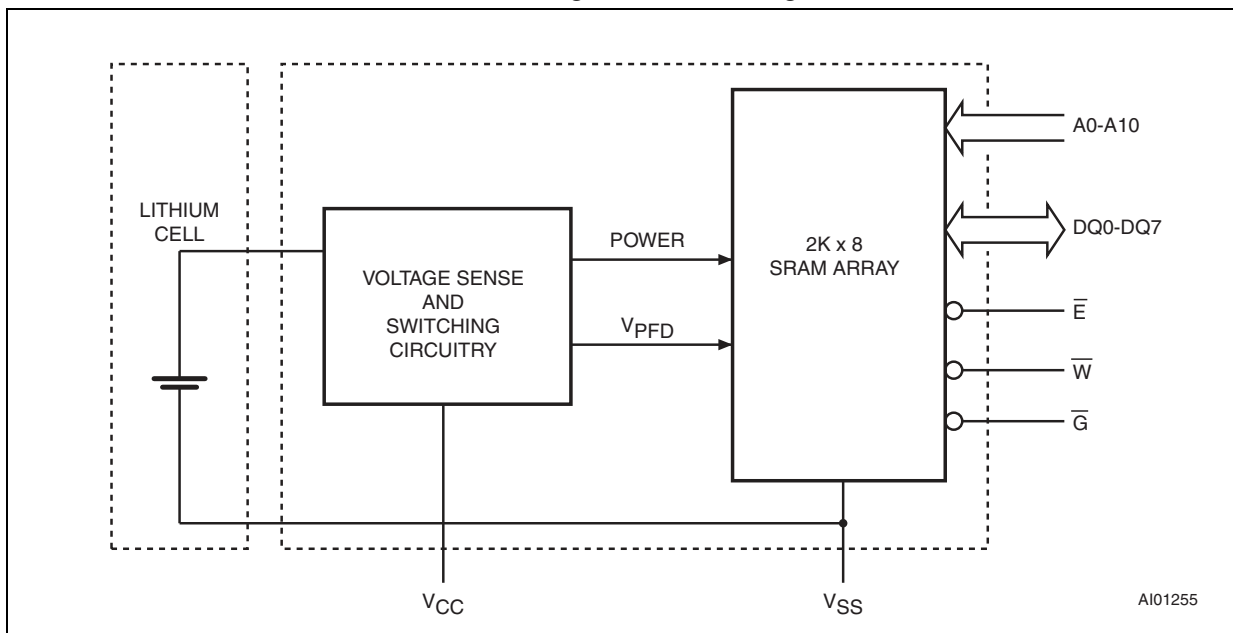 LITHIUM
CELL
VOLTAGE SENSE
AND
SWITCHING
CIRCUITRY
POWER
VPFD
2K x 8
SRAM ARRAY
A0-A10
DQ0-DQ7
E̅
W̅
G̅
VCC
VSS
AI01255